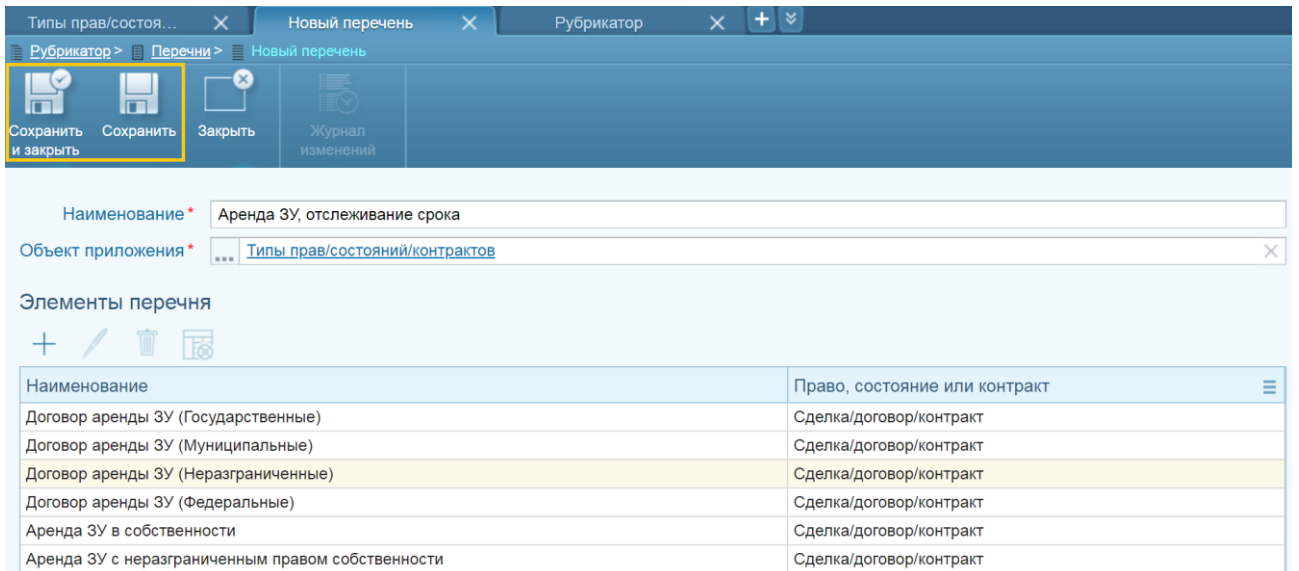 Типы прав/состоя... Новый перечень Рубрикатор
Рубрикатор > Перечни > Новый перечень
Сохранить и закрыть
Сохранить
Закрыть
Журнал изменений
Наименование * Аренда ЗУ, отслеживание срока
Объект приложения * ... Типы прав/состояний/контрактов
Элементы перечня
Наименование Право, состояние или контракт
Договор аренды ЗУ (Государственные) Сделка/договор/контракт
Договор аренды ЗУ (Муниципальные) Сделка/договор/контракт
Договор аренды ЗУ (Неразграниченные) Сделка/договор/контракт
Договор аренды ЗУ (Федеральные) Сделка/договор/контракт
Аренда ЗУ в собственности Сделка/договор/контракт
Аренда ЗУ с неразграниченным правом собственности Сделка/договор/контракт